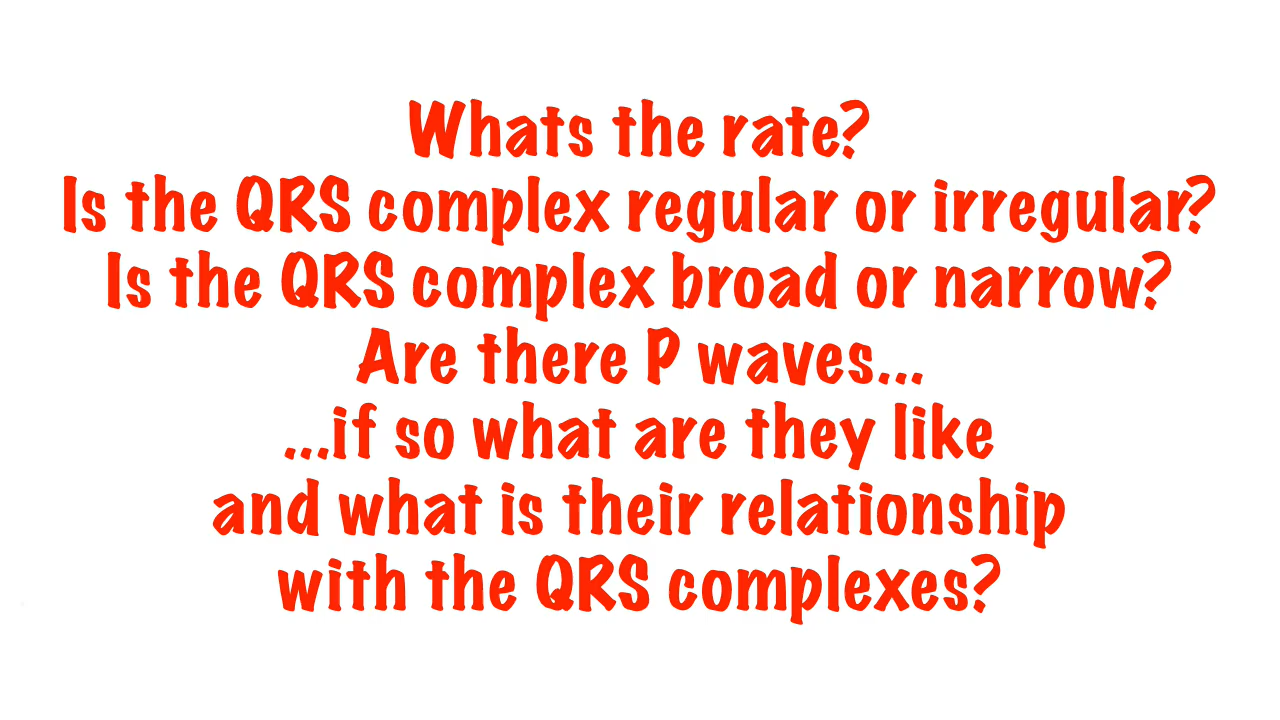 Whats the rate?
Is the QRS complex regular or irregular?
Is the QRS complex broad or narrow?
Are there P waves...
...if so what are they like
and what is their relationship
with the QRS complexes?